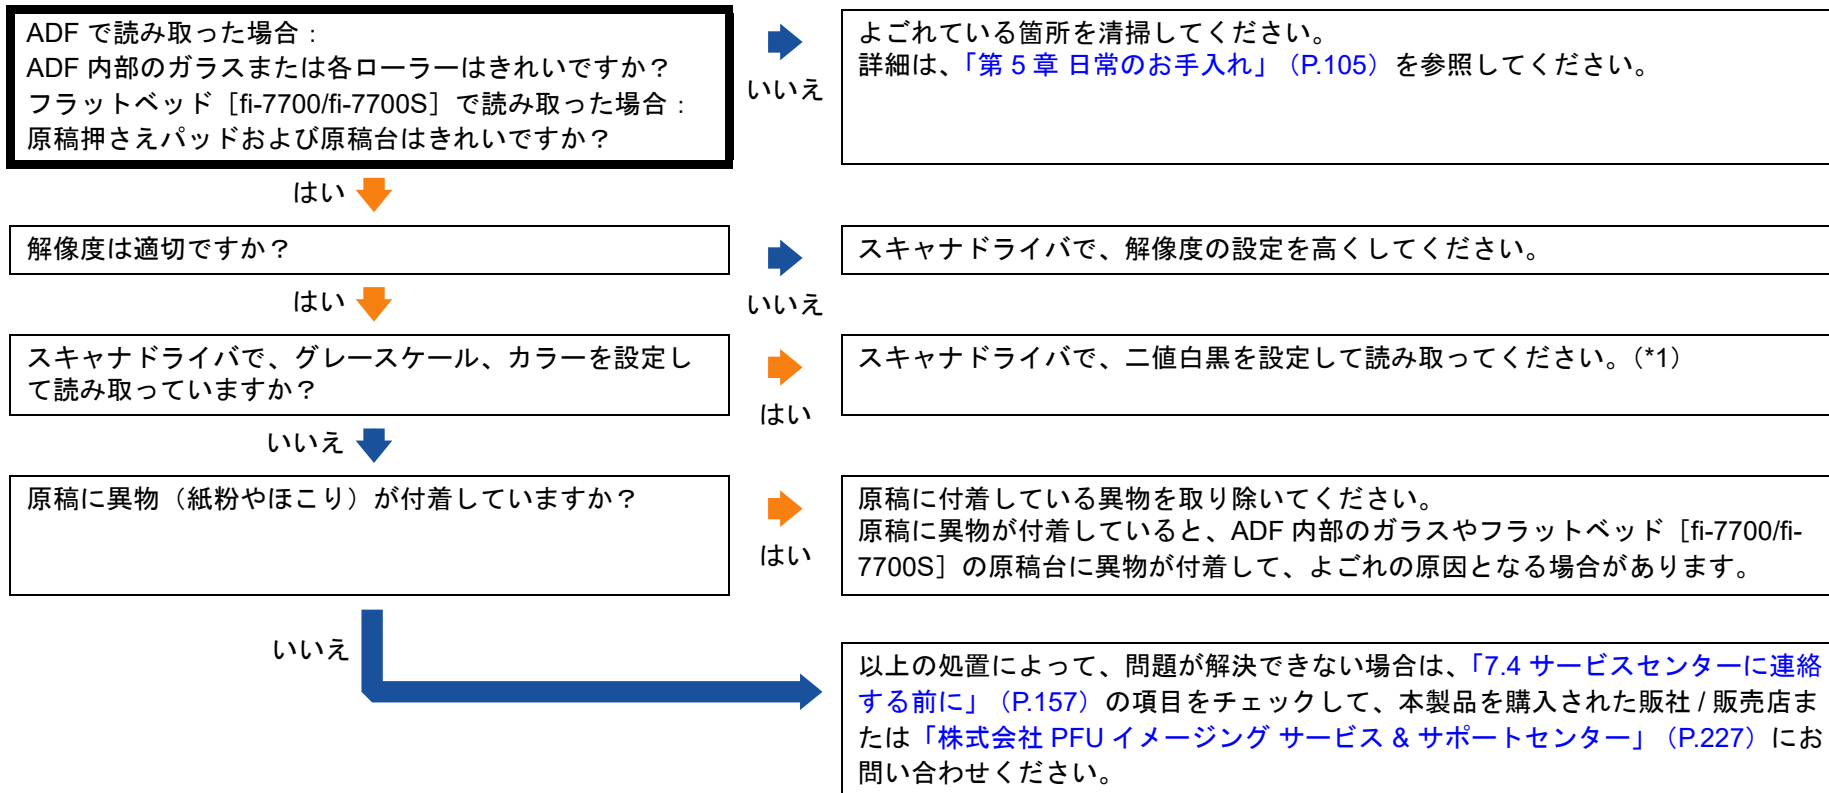 ADF で読み取った場合：
ADF 内部のガラスまたは各ローラーはきれいですか？
フラットベッド［fi-7700/fi-7700S］で読み取った場合：
原稿押さえパッドおよび原稿台はきれいですか？
いいえ
よごれている箇所を清掃してください。
詳細は、「第 5 章 日常のお手入れ」（P.105）を参照してください。
はい
解像度は適切ですか？
いいえ
スキャナドライバで、解像度の設定を高くしてください。
はい
スキャナドライバで、グレースケール、カラーを設定し
て読み取っていますか？
はい
スキャナドライバで、二値白黒を設定して読み取ってください。（*1）
いいえ
原稿に異物（紙粉やほこり）が付着していますか？
はい
原稿に付着している異物を取り除いてください。
原稿に異物が付着していると、ADF 内部のガラスやフラットベッド［fi-7700/fi-
7700S］の原稿台に異物が付着して、よごれの原因となる場合があります。
いいえ
以上の処置によって、問題が解決できない場合は、「7.4 サービスセンターに連絡
する前に」（P.157）の項目をチェックして、本製品を購入された販社 / 販売店ま
たは「株式会社 PFU イメージング サービス & サポートセンター」（P.227）にお
問い合わせください。